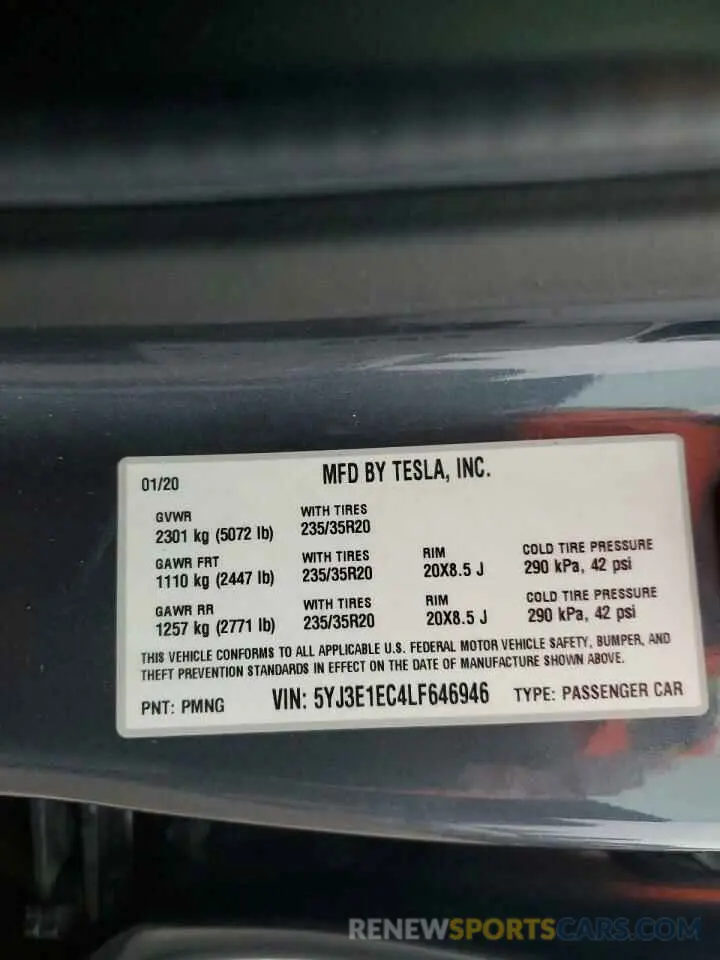 01/20 MFD BY TESLA, INC.
GVWR WITH TIRES
2301 kg (5072 lb) 235/35R20
GAWR FRT WITH TIRES RIM COLD TIRE PRESSURE
1110 kg (2447 lb) 235/35R20 20X8.5 J 290 kPa, 42 psi
GAWR RR WITH TIRES RIM COLD TIRE PRESSURE
1257 kg (2771 lb) 235/35R20 20X8.5 J 290 kPa, 42 psi
THIS VEHICLE CONFORMS TO ALL APPLICABLE U.S. FEDERAL MOTOR VEHICLE SAFETY, BUMPER, AND
THEFT PREVENTION STANDARDS IN EFFECT ON THE DATE OF MANUFACTURE SHOWN ABOVE.
PNT: PMNG VIN: 5YJ3E1EC4LF646946 TYPE: PASSENGER CAR
RENEWSPORTSCARS.COM